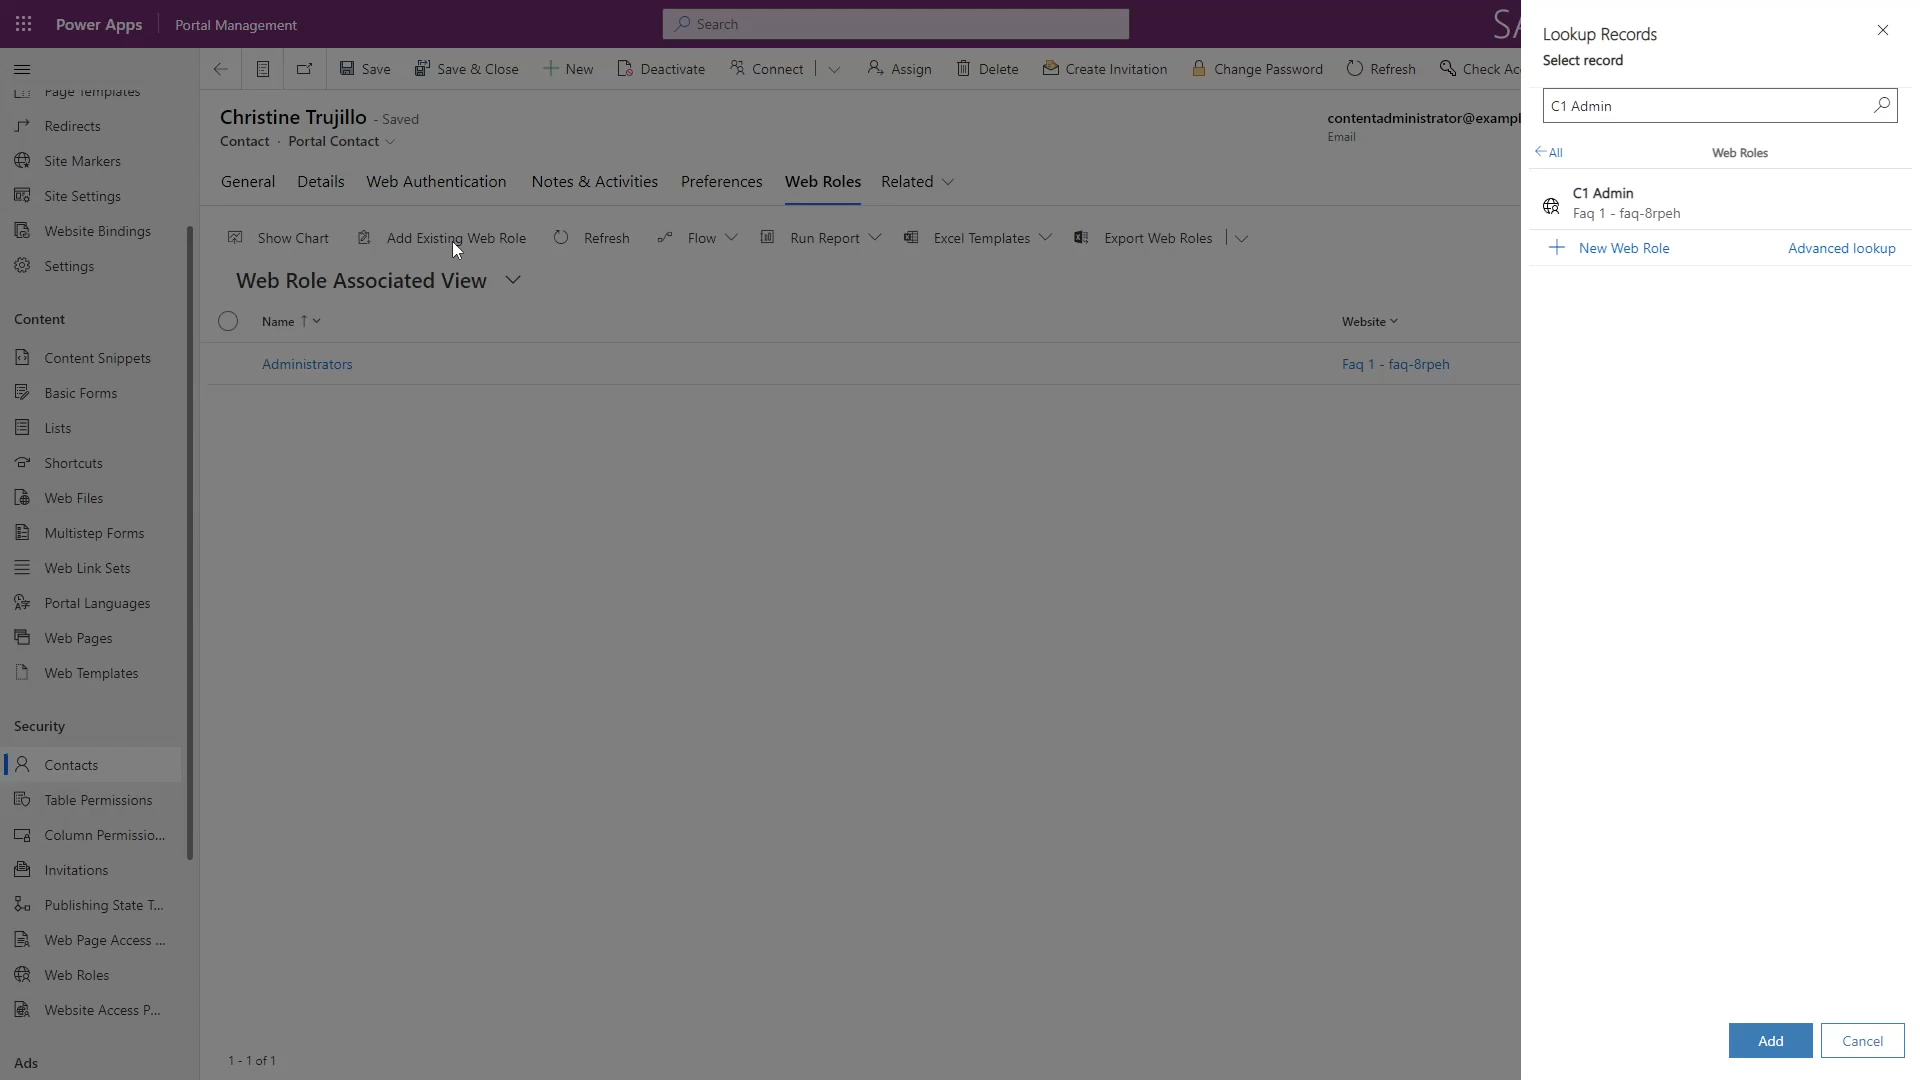 Power Apps
Portal Management
Search
SA
Save
Save & Close
New
Deactivate
Connect
Assign
Delete
Create Invitation
Change Password
Refresh
Check Ac
Page Templates
Redirects
Site Markers
Site Settings
Website Bindings
Settings
Content
Content Snippets
Basic Forms
Lists
Shortcuts
Web Files
Multistep Forms
Web Link Sets
Portal Languages
Web Pages
Web Templates
Security
Contacts
Table Permissions
Column Permissio...
Invitations
Publishing State T...
Web Page Access ...
Web Roles
Website Access P...
Ads
Christine Trujillo - Saved
Contact · Portal Contact
contentadministrator@exampl
Email
General
Details
Web Authentication
Notes & Activities
Preferences
Web Roles
Related
Show Chart
Add Existing Web Role
Refresh
Flow
Run Report
Excel Templates
Export Web Roles
Web Role Associated View
Name ↑
Website
Administrators
Faq 1 - faq-8rpeh
1 - 1 of 1
Lookup Records
Select record
C1 Admin
All
Web Roles
C1 Admin
Faq 1 - faq-8rpeh
New Web Role
Advanced lookup
Add
Cancel